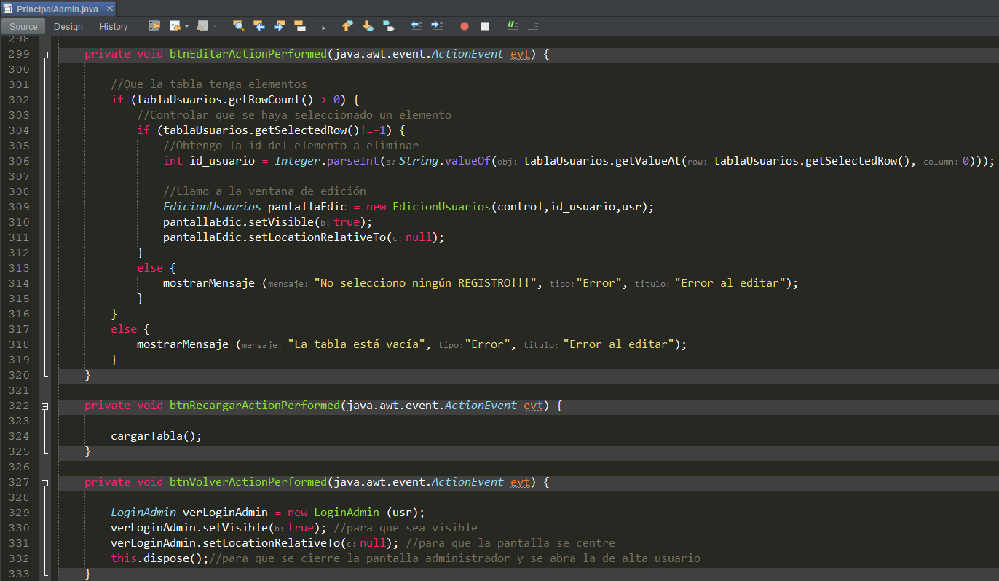 PrincipalAdmin.java ×
Source Design History
298
299 private void btnEditarActionPerformed(java.awt.event.ActionEvent evt) {
300
301 //Que la tabla tenga elementos
302 if (tablaUsuarios.getRowCount() > 0) {
303 //Controlar que se haya seleccionado un elemento
304 if (tablaUsuarios.getSelectedRow()!=-1) {
305 //Obtengo la id del elemento a eliminar
306 int id_usuario = Integer.parseInt(s: String.valueOf(obj: tablaUsuarios.getValueAt(row: tablaUsuarios.getSelectedRow(), column: 0)));
307
308 //Llamo a la ventana de edición
309 EdicionUsuarios pantallaEdic = new EdicionUsuarios(control,id_usuario,usr);
310 pantallaEdic.setVisible(b: true);
311 pantallaEdic.setLocationRelativeTo(c: null);
312 }
313 else {
314 mostrarMensaje (mensaje: "No selecciono ningún REGISTRO!!!", tipo: "Error", titulo: "Error al editar");
315 }
316 }
317 else {
318 mostrarMensaje (mensaje: "La tabla está vacía", tipo: "Error", titulo: "Error al editar");
319 }
320 }
321
322 private void btnRecargarActionPerformed(java.awt.event.ActionEvent evt) {
323
324 cargarTabla();
325 }
326
327 private void btnVolverActionPerformed(java.awt.event.ActionEvent evt) {
328
329 LoginAdmin verLoginAdmin = new LoginAdmin (usr);
330 verLoginAdmin.setVisible(b: true); //para que sea visible
331 verLoginAdmin.setLocationRelativeTo(c: null); //para que la pantalla se centre
332 this.dispose();//para que se cierre la pantalla administrador y se abra la de alta usuario
333 }